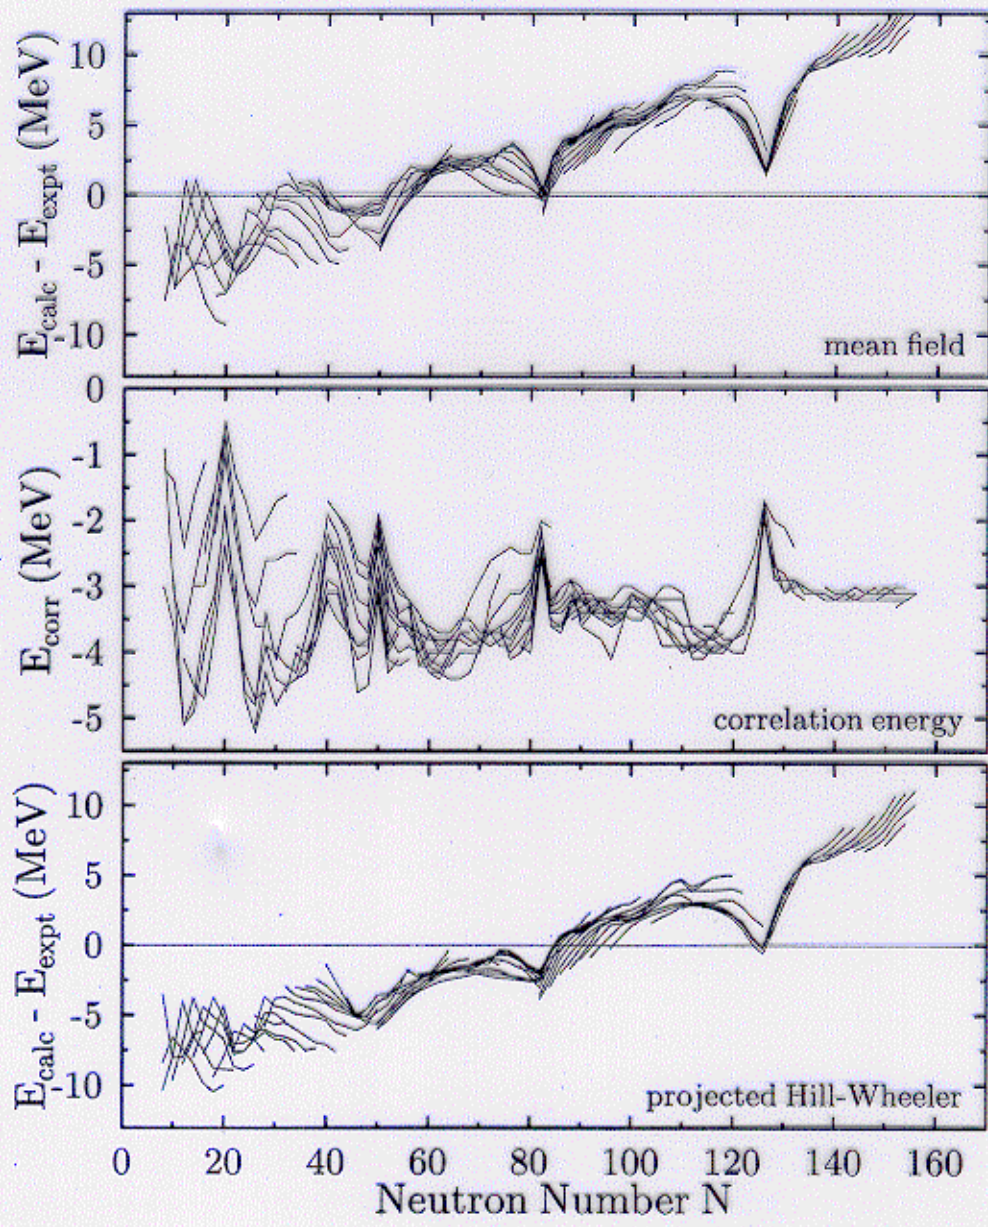 E_calc - E_expt (MeV)
10
5
0
-5
-10
mean field
E_corr (MeV)
0
-1
-2
-3
-4
-5
correlation energy
E_calc - E_expt (MeV)
10
5
0
-5
-10
projected Hill-Wheeler
0 20 40 60 80 100 120 140 160
Neutron Number N